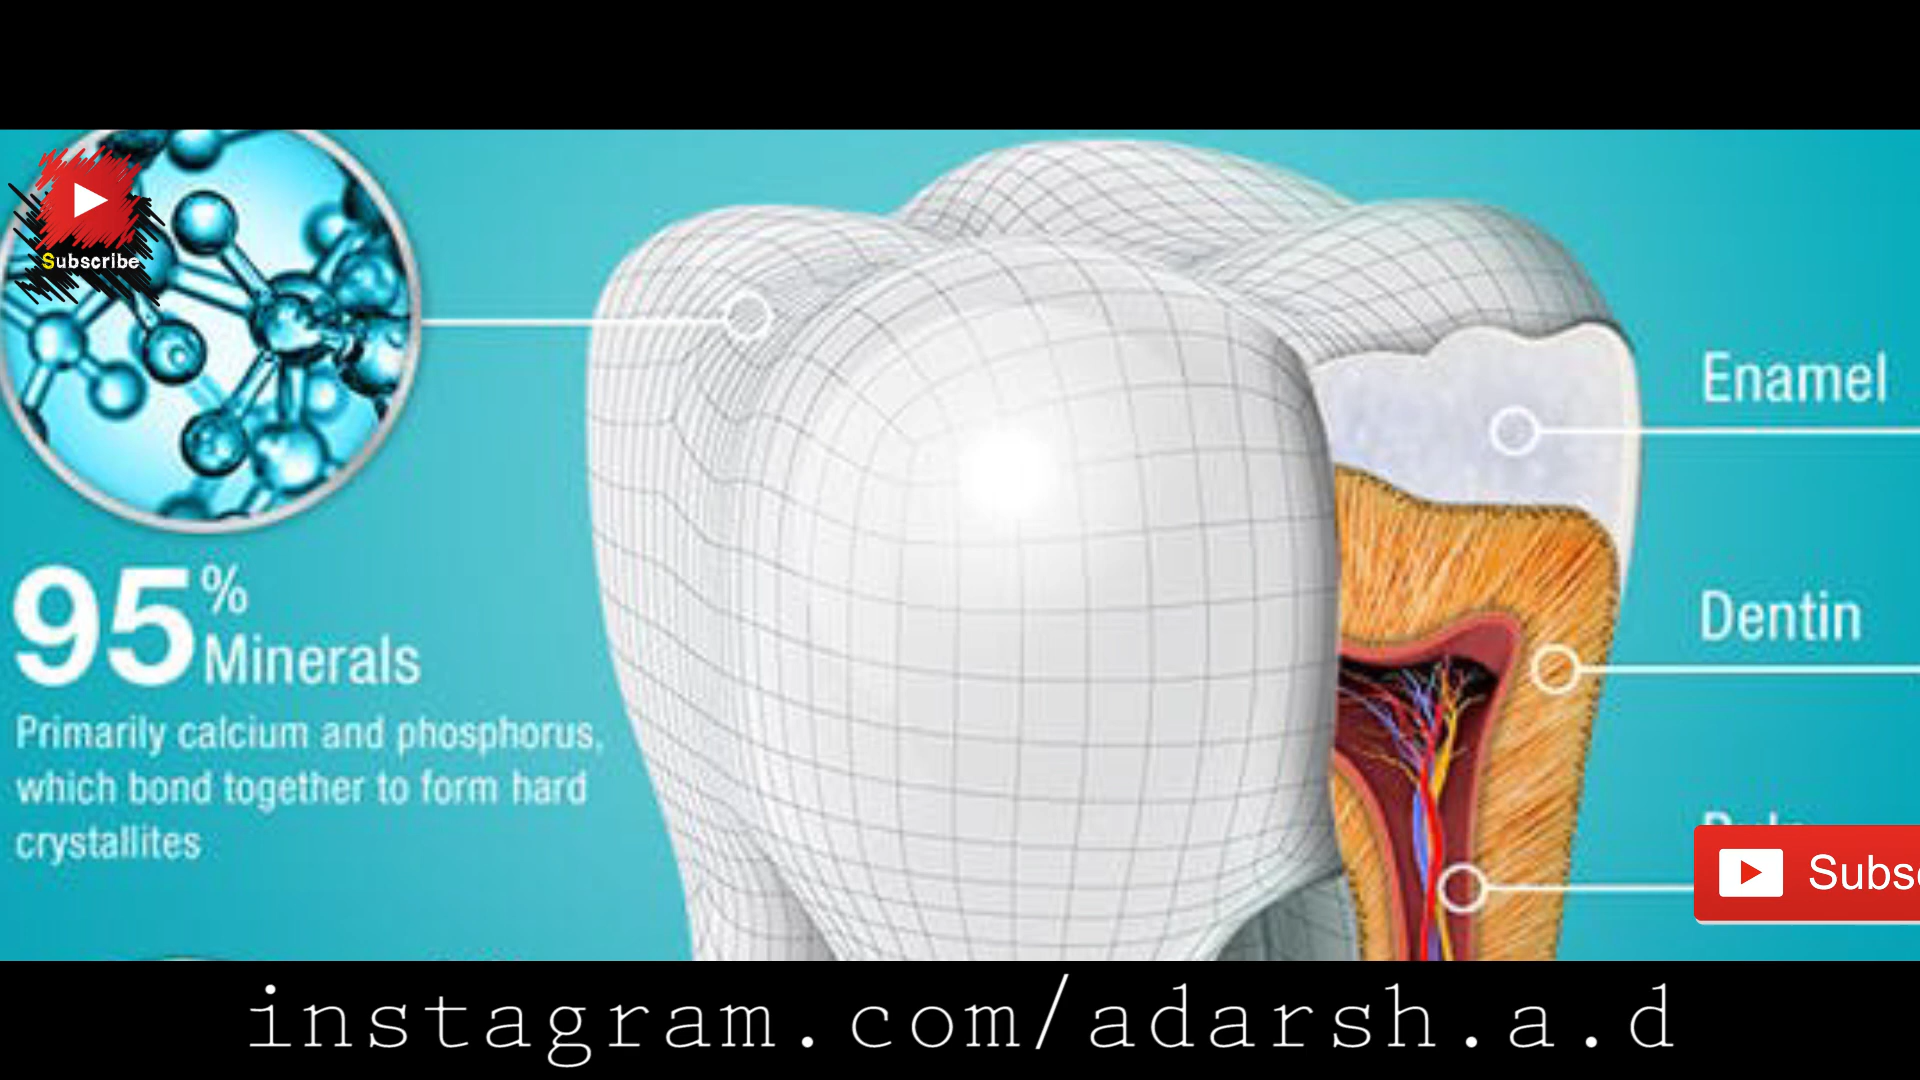 Subscribe
Enamel
95%
Minerals
Dentin
Primarily calcium and phosphorus,
which bond together to form hard
crystallites
instagram.com/adarsh.a.d